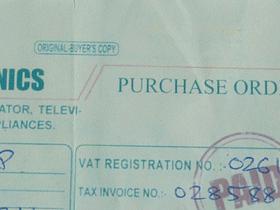 ORIGINAL-BUYER'S COPY
NICS
PURCHASE ORD
ATOR, TELEVI-
PLIANCES.
VAT REGISTRATION NO. :- 026
TAX INVOICE NO.:- 028588